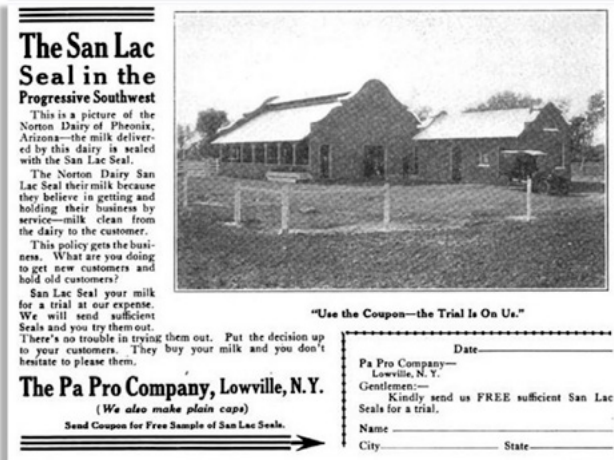 The San Lac
Seal in the
Progressive Southwest
This is a picture of the
Norton Dairy of Pheonix,
Arizona—the milk deliver-
ed by this dairy is sealed
with the San Lac Seal.
The Norton Dairy San
Lac Seal their milk because
they believe in getting and
holding their business by
service—milk clean from
the dairy to the customer.
This policy gets the busi-
ness. What are you doing
to get new customers and
hold old customers?
San Lac Seal your milk
for a trial at our expense.
We will send sufficient
Seals and you try them out.
There's no trouble in trying them out. Put the decision up
to your customers. They buy your milk and you don't
hesitate to please them.
The Pa Pro Company, Lowville, N.Y.
(We also make plain caps)
Send Coupon for Free Sample of San Lac Seals.
"Use the Coupon—the Trial Is On Us."
Date
Pa Pro Company—
Lowville, N. Y.
Gentlemen:—
Kindly send us FREE sufficient San Lac
Seals for a trial.
Name
City State